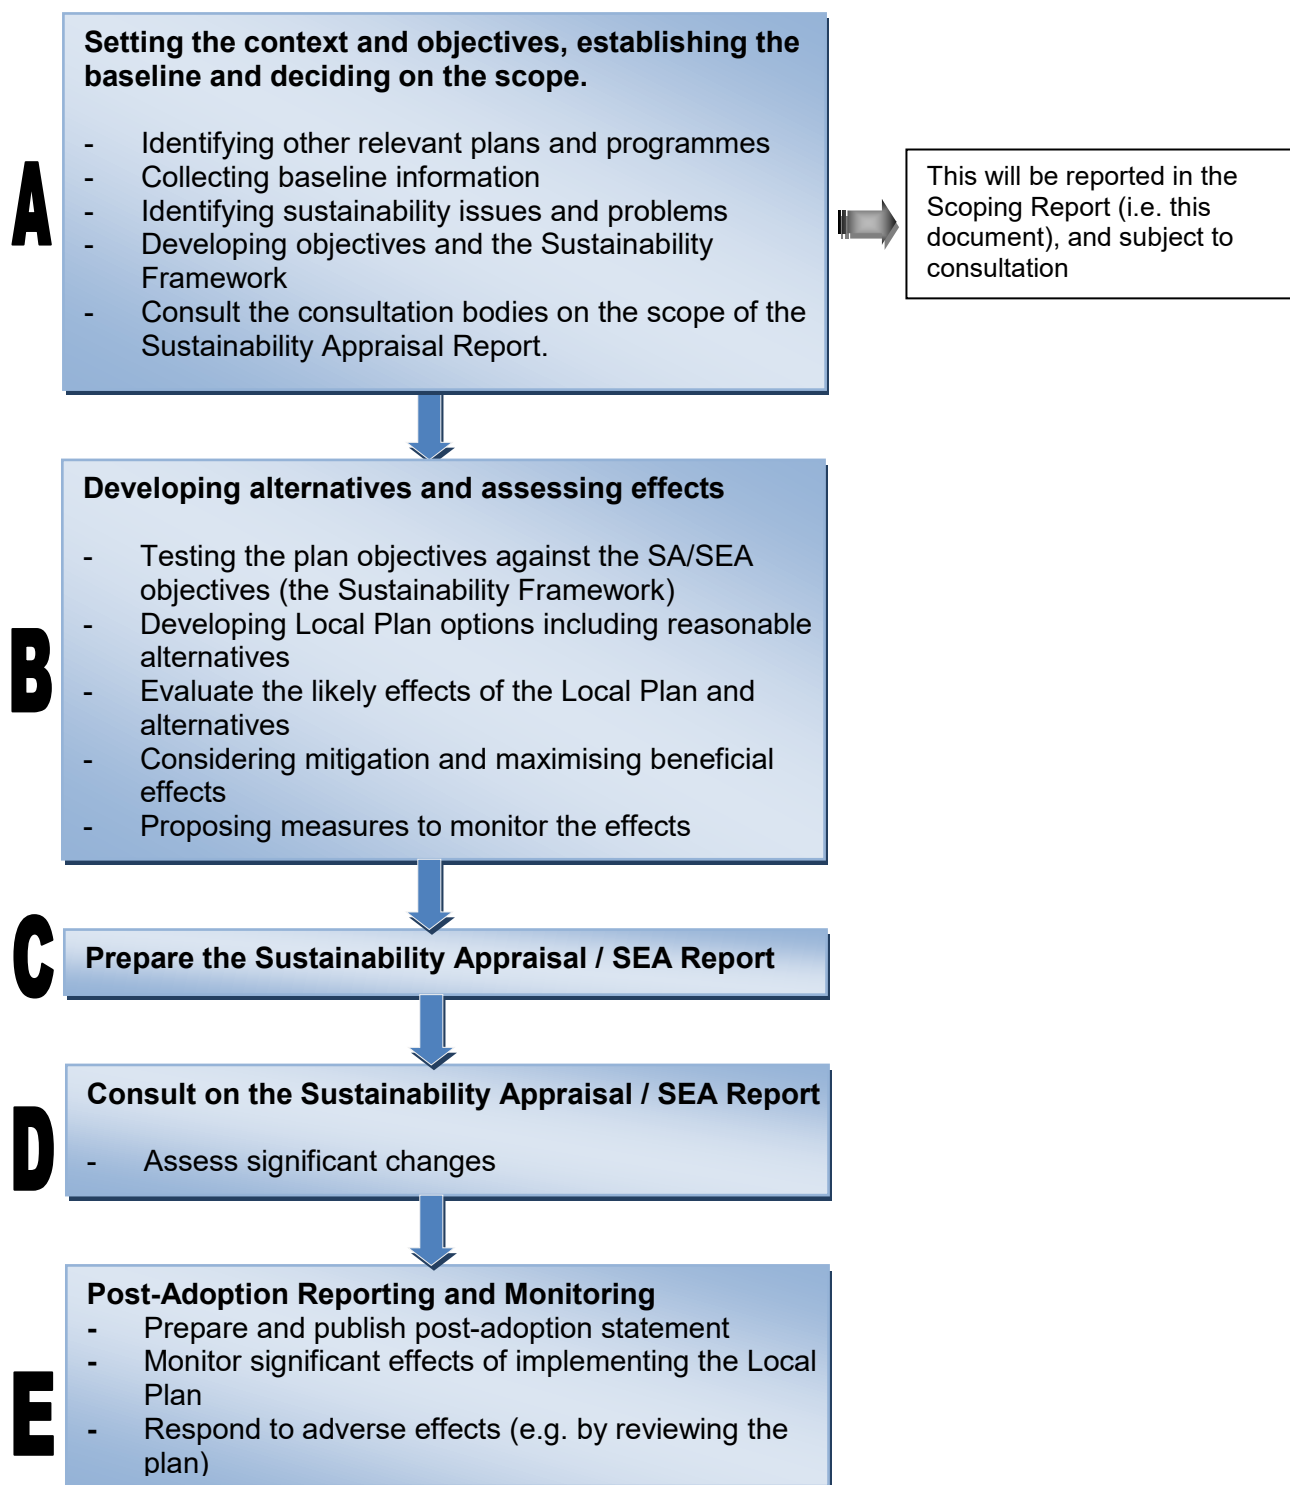 A
Setting the context and objectives, establishing the
baseline and deciding on the scope.
- Identifying other relevant plans and programmes
- Collecting baseline information
- Identifying sustainability issues and problems
- Developing objectives and the Sustainability
Framework
- Consult the consultation bodies on the scope of the
Sustainability Appraisal Report.
This will be reported in the
Scoping Report (i.e. this
document), and subject to
consultation
B
Developing alternatives and assessing effects
- Testing the plan objectives against the SA/SEA
objectives (the Sustainability Framework)
- Developing Local Plan options including reasonable
alternatives
- Evaluate the likely effects of the Local Plan and
alternatives
- Considering mitigation and maximising beneficial
effects
- Proposing measures to monitor the effects
C
Prepare the Sustainability Appraisal / SEA Report
D
Consult on the Sustainability Appraisal / SEA Report
- Assess significant changes
E
Post-Adoption Reporting and Monitoring
- Prepare and publish post-adoption statement
- Monitor significant effects of implementing the Local
Plan
- Respond to adverse effects (e.g. by reviewing the
plan)